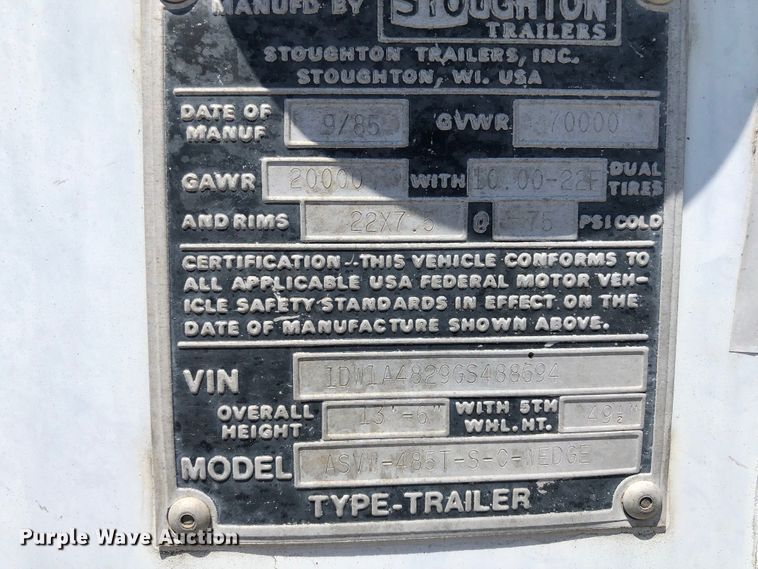 MANUFD BY STOUGHTON
TRAILERS
STOUGHTON TRAILERS, INC.
STOUGHTON, WI. USA
DATE OF MANUF 9/85 GVWR 70000
GAWR 20000 WITH 10.00-22F DUAL TIRES
AND RIMS 22X7.5 @ 75 PSI COLD
CERTIFICATION--THIS VEHICLE CONFORMS TO
ALL APPLICABLE USA FEDERAL MOTOR VEH-
ICLE SAFETY STANDARDS IN EFFECT ON THE
DATE OF MANUFACTURE SHOWN ABOVE.
VIN 1DW1A4829GS488694
OVERALL HEIGHT 13'-6" WITH 5TH WHL. HT. 49½"
MODEL ASVW-485T-S-C-WEDGE
TYPE-TRAILER
Purple Wave Auction